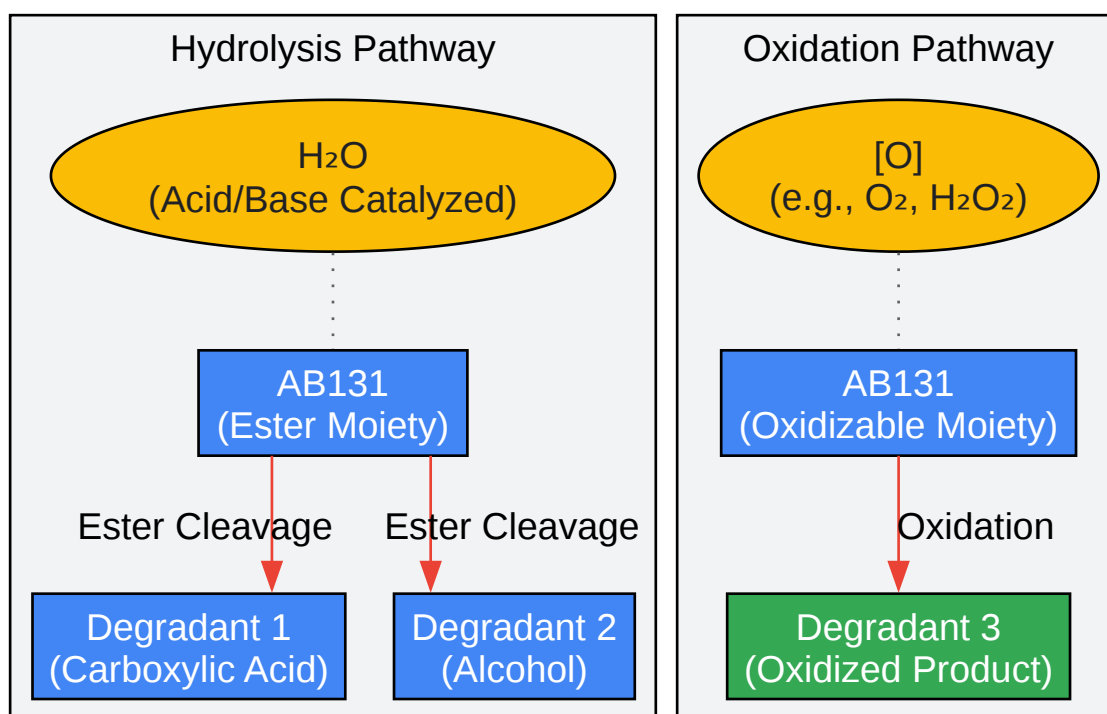 Hydrolysis Pathway
H₂O
(Acid/Base Catalyzed)
AB131
(Ester Moiety)
Ester Cleavage
Ester Cleavage
Degradant 1
(Carboxylic Acid)
Degradant 2
(Alcohol)
Oxidation Pathway
[O]
(e.g., O₂, H₂O₂)
AB131
(Oxidizable Moiety)
Oxidation
Degradant 3
(Oxidized Product)